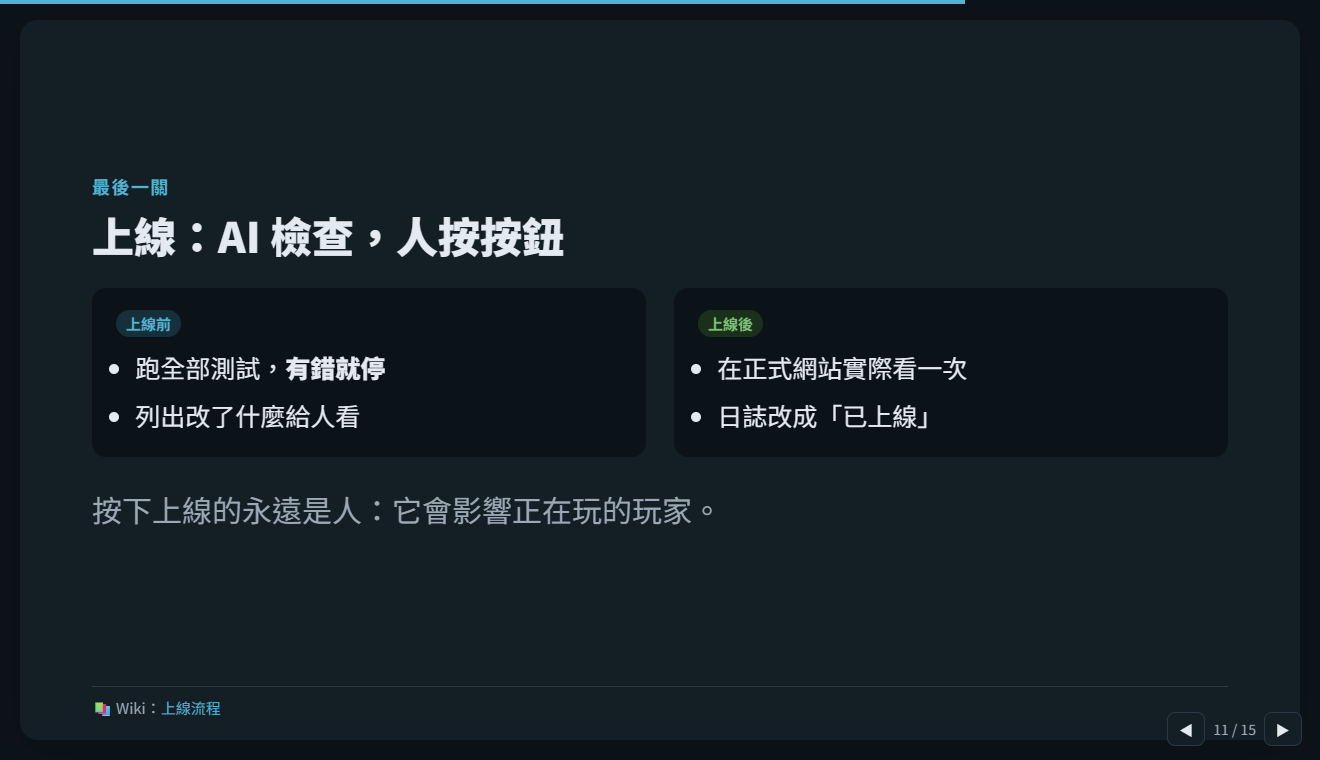 最後一關
上線：AI 檢查，人按按鈕
上線前
跑全部測試，有錯就停
列出改了什麼給人看
上線後
在正式網站實際看一次
日誌改成「已上線」
按下上線的永遠是人：它會影響正在玩的玩家。
Wiki：上線流程
11 / 15